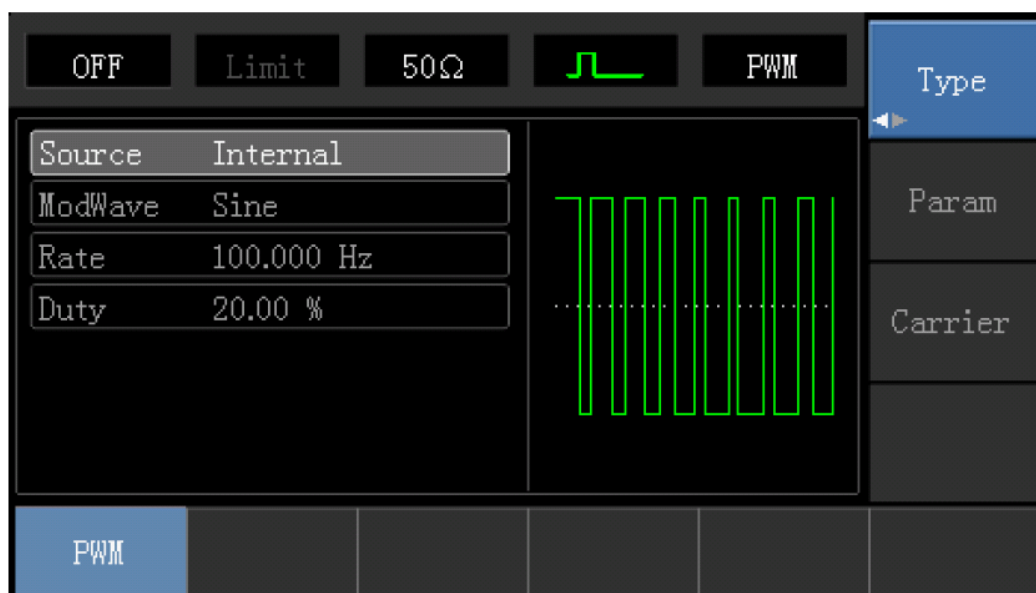 OFF Limit 50Ω PWM
Type
Source Internal
ModWave Sine
Rate 100.000 Hz
Duty 20.00 %
Param
Carrier
PWM